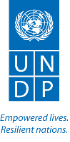 U N
D P
Empowered lives.
Resilient nations.